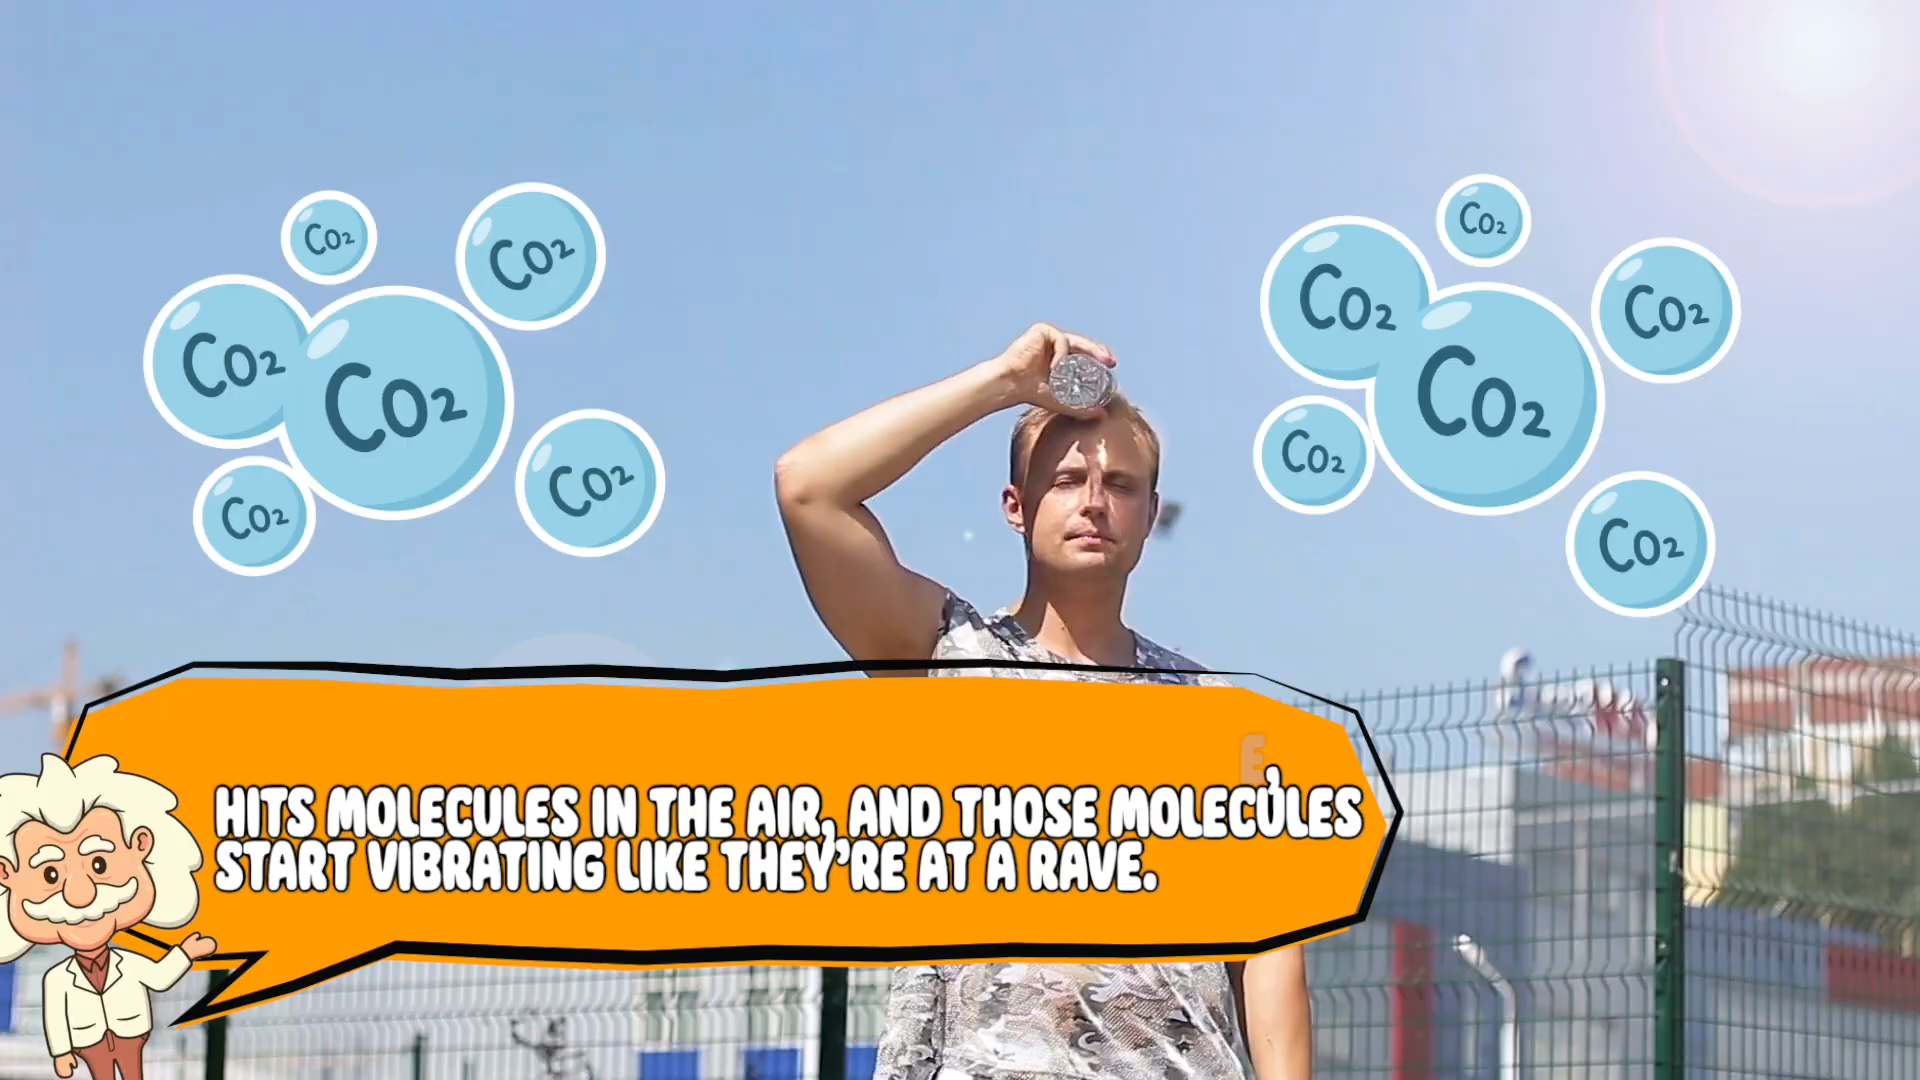 Co2
Co2
Co2
Co2
Co2
Co2
Co2
Co2
Co2
Co2
Co2
Co2
HITS MOLECULES IN THE AIR, AND THOSE MOLECULES
START VIBRATING LIKE THEY'RE AT A RAVE.